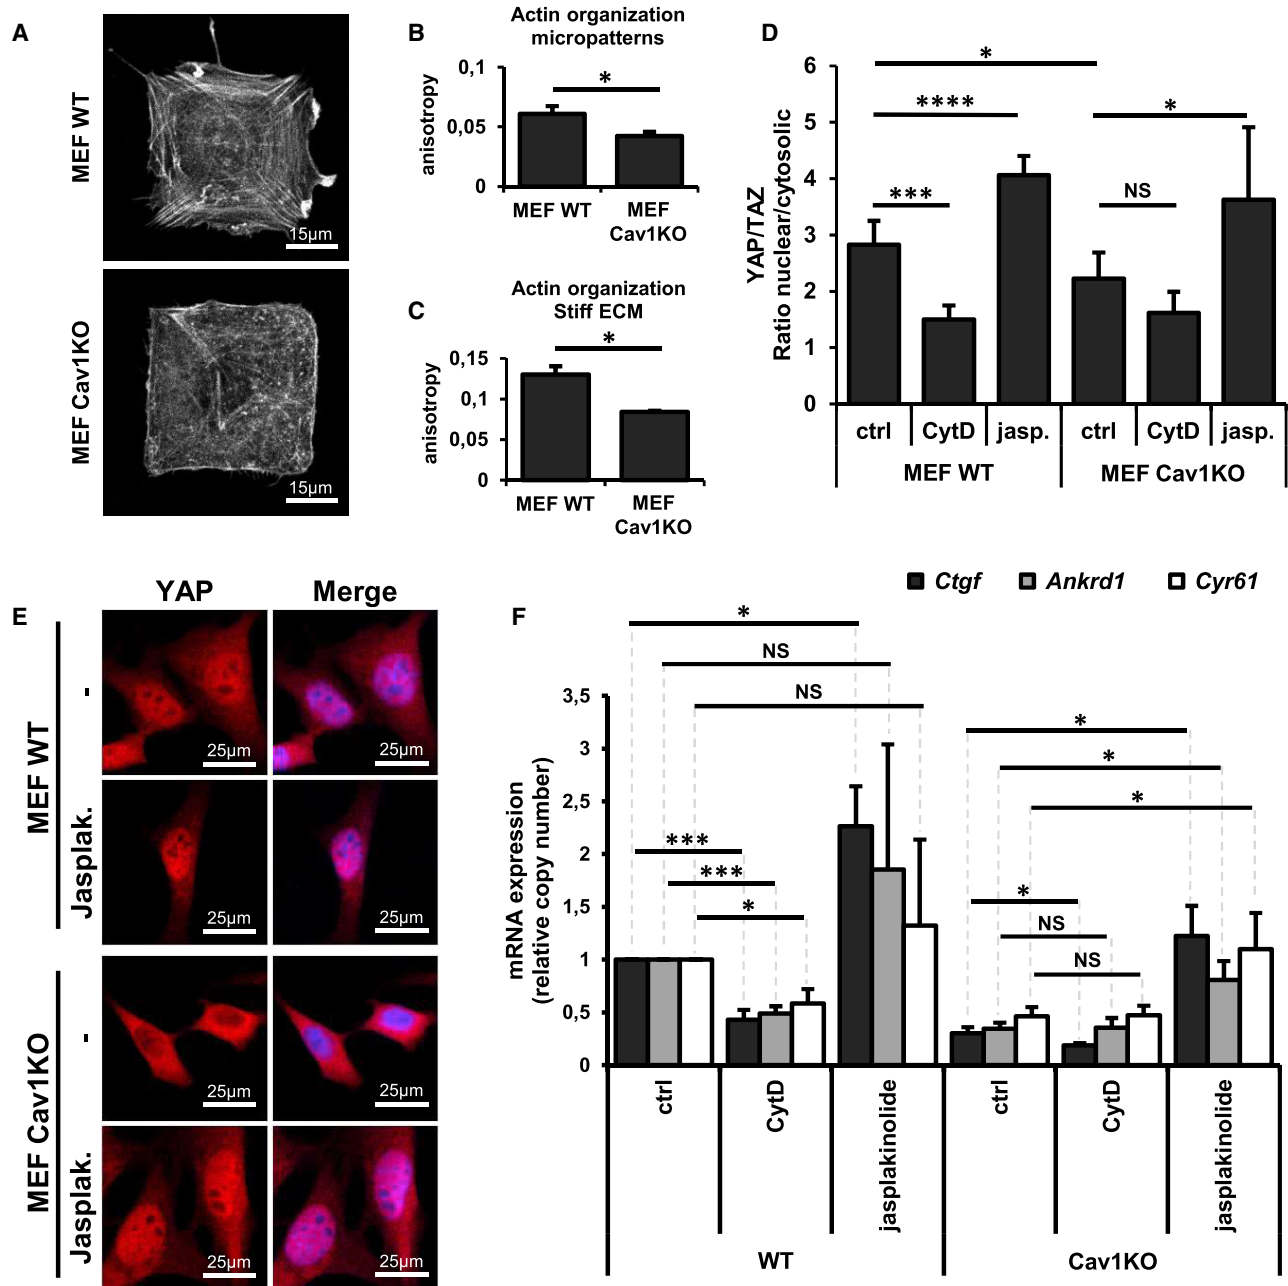 A
MEF WT
15µm
MEF Cav1KO
15µm
B
Actin organization
micropatterns
anisotropy
0,1
0,05
0
*
MEF WT
MEF
Cav1KO
C
Actin organization
Stiff ECM
anisotropy
0,15
0,1
0,05
0
*
MEF WT
MEF
Cav1KO
D
YAP/TAZ
Ratio nuclear/cytosolic
6
5
4
3
2
1
0
*
****
*
***
NS
ctrl
CytD
jasp.
ctrl
CytD
jasp.
MEF WT
MEF Cav1KO
E
YAP
Merge
MEF WT
-
25µm
25µm
Jasplak.
25µm
25µm
MEF Cav1KO
-
25µm
25µm
Jasplak.
25µm
25µm
F
Ctgf
Ankrd1
Cyr61
mRNA expression
(relative copy number)
3,5
3
2,5
2
1,5
1
0,5
0
*
NS
NS
***
***
*
*
*
*
*
NS
NS
ctrl
CytD
jasplakinolide
ctrl
CytD
jasplakinolide
WT
Cav1KO